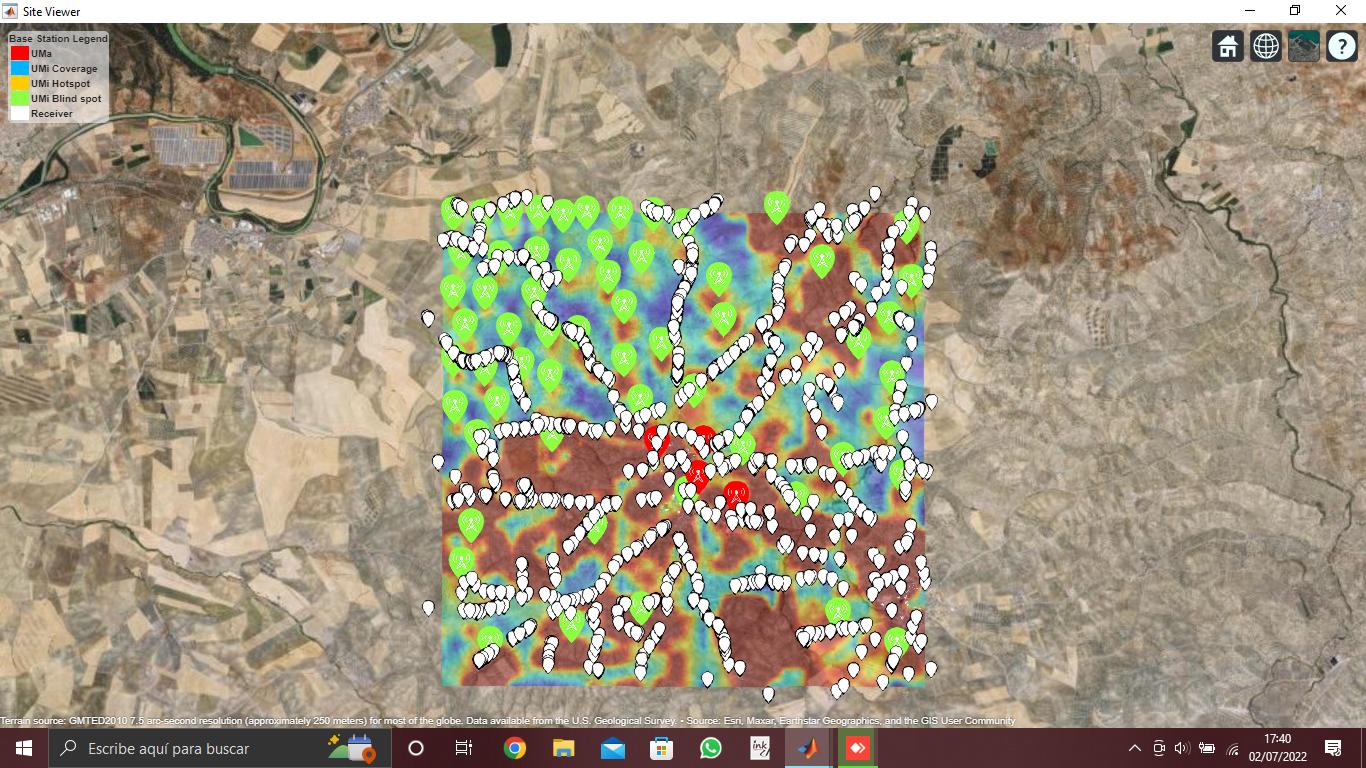 Site Viewer
Base Station Legend
UMa
UMi Coverage
UMi Hotspot
UMi Blind spot
Receiver
?
Terrain source: GMTED2010 7.5 arc-second resolution (approximately 250 meters) for most of the globe. Data available from the U.S. Geological Survey. • Source: Esri, Maxar, Earthstar Geographics, and the GIS User Community
Escribe aquí para buscar
ink
17:40
02/07/2022